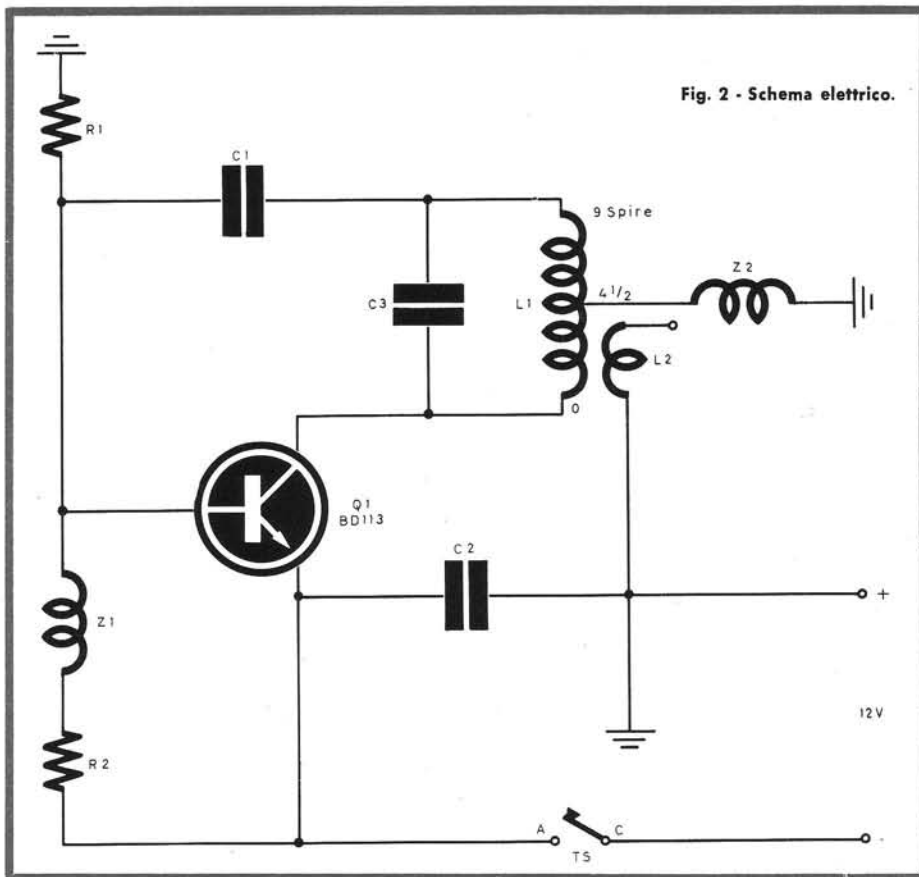 Fig. 2 - Schema elettrico.
R1
C1
9 Spire
Z2
C3
L1
4 1/2
L2
0
Q1
BD113
C2
+
Z1
12V
R2
A
C
TS
-